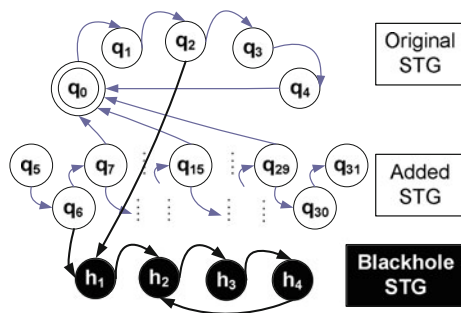 q1
q2
q3
Original
STG
q0
q4
q5
q7
q15
q29
q31
Added
STG
q6
q30
h1
h2
h3
h4
Blackhole
STG